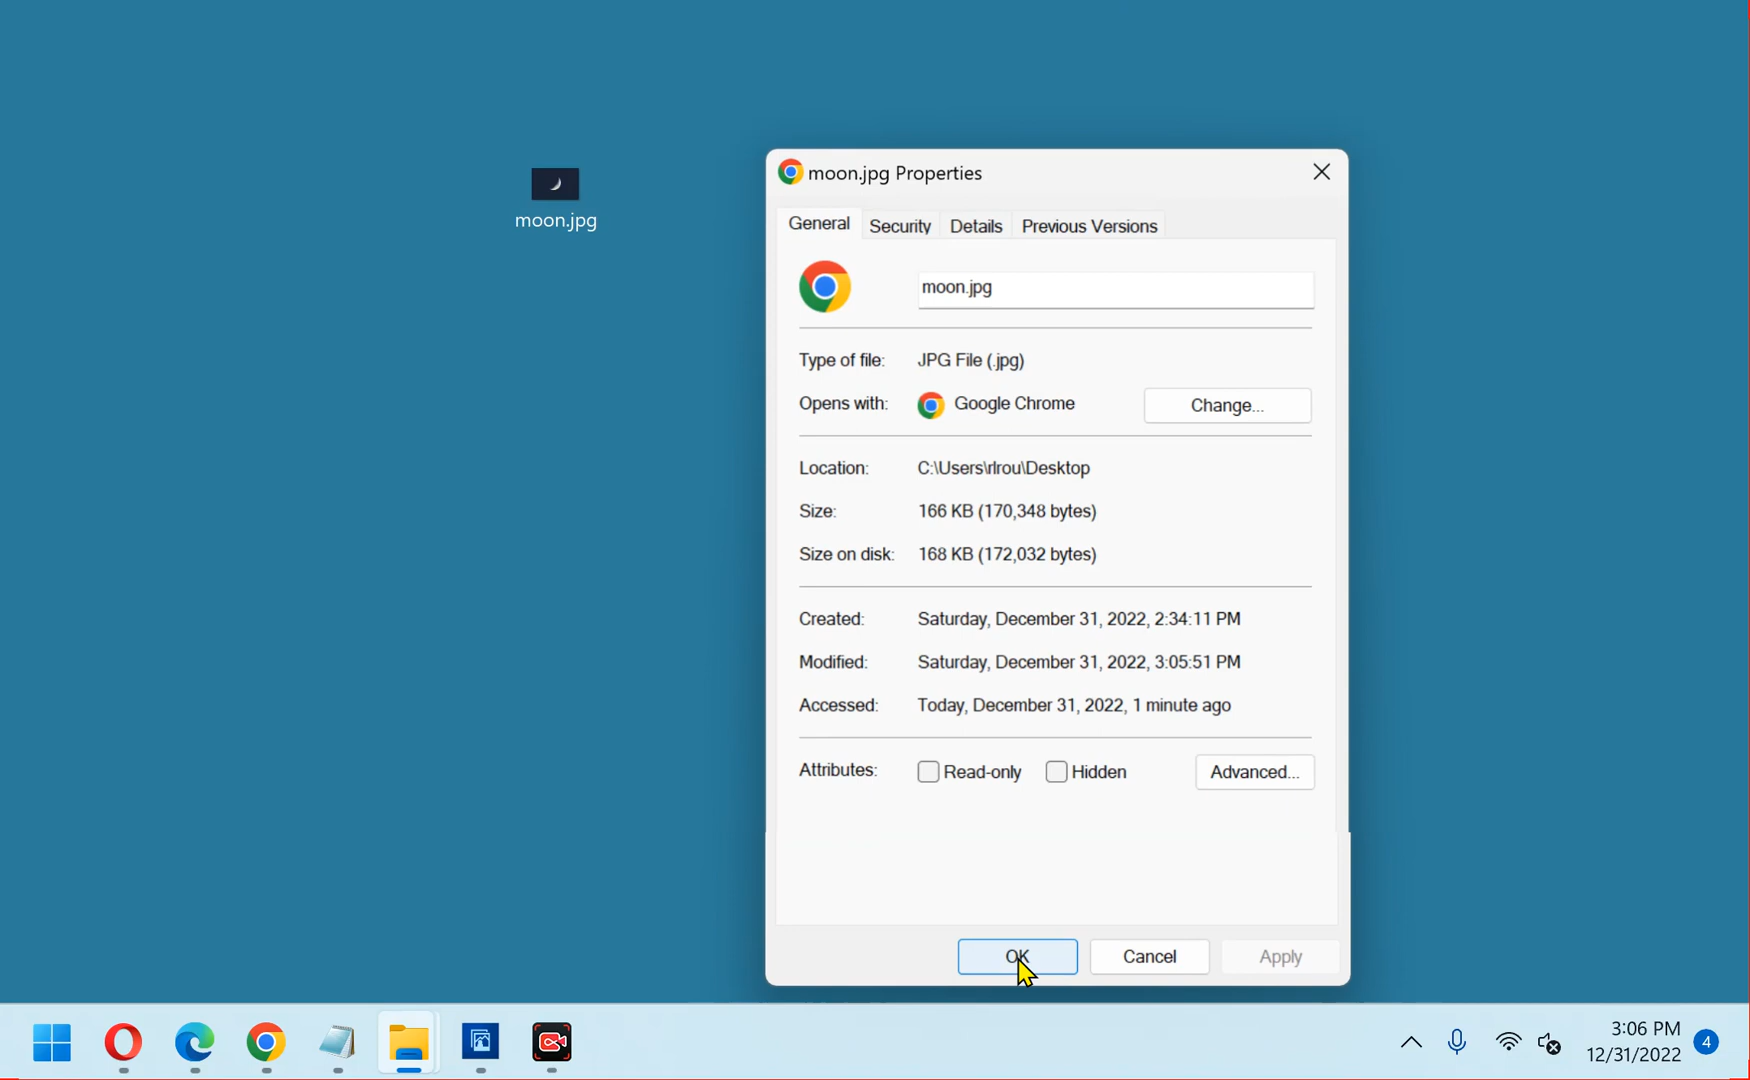 moon.jpg
moon.jpg Properties
General Security Details Previous Versions
moon.jpg
Type of file: JPG File (.jpg)
Opens with: Google Chrome Change...
Location: C:\Users\rlrou\Desktop
Size: 166 KB (170,348 bytes)
Size on disk: 168 KB (172,032 bytes)
Created: Saturday, December 31, 2022, 2:34:11 PM
Modified: Saturday, December 31, 2022, 3:05:51 PM
Accessed: Today, December 31, 2022, 1 minute ago
Attributes: Read-only Hidden Advanced...
OK Cancel Apply
3:06 PM
12/31/2022 4